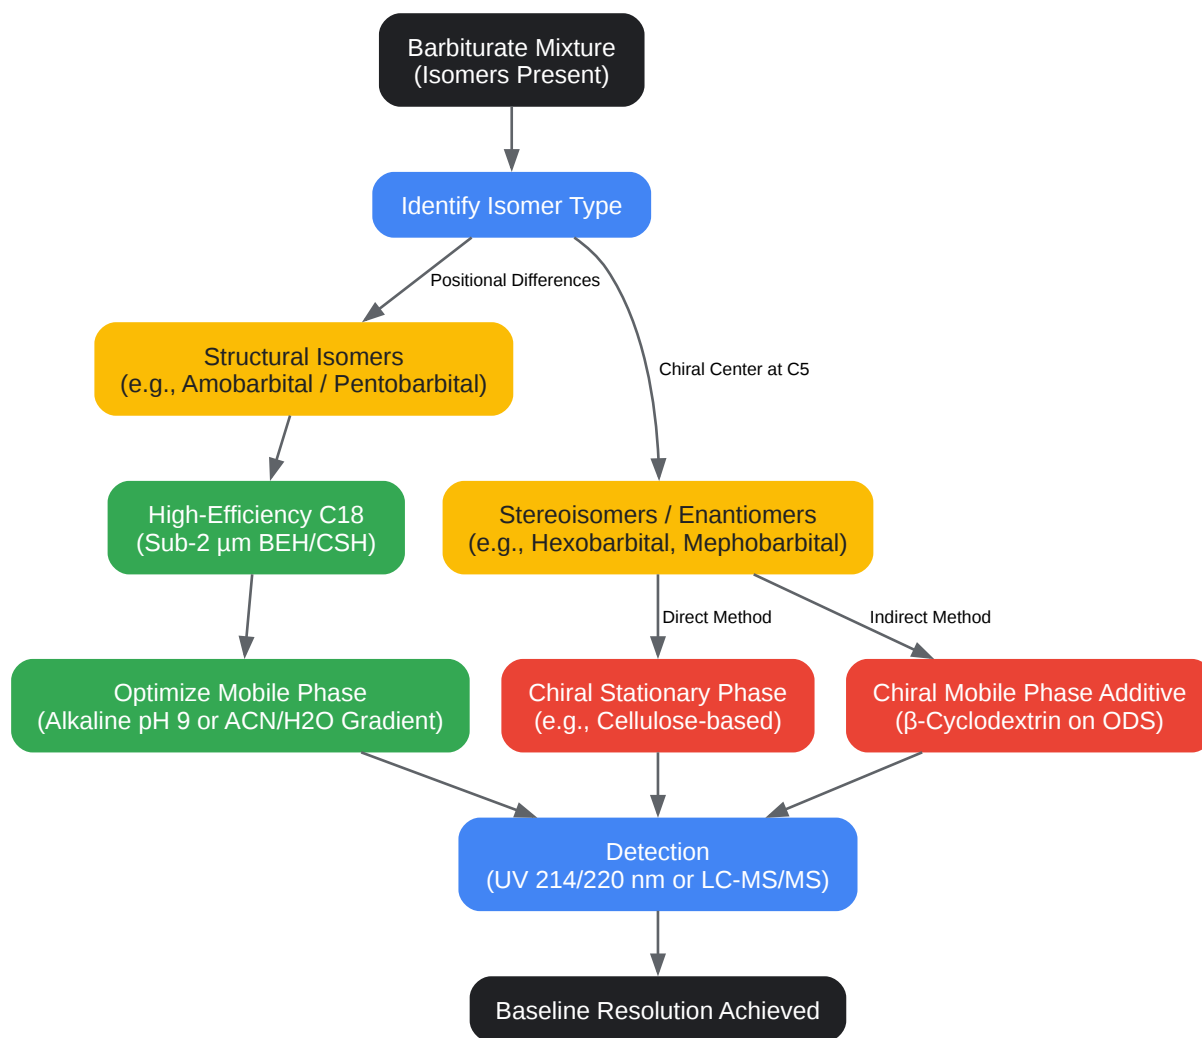 Barbiturate Mixture
(Isomers Present)
Identify Isomer Type
Positional Differences
Structural Isomers
(e.g., Amobarbital / Pentobarbital)
Chiral Center at C5
High-Efficiency C18
(Sub-2 µm BEH/CSH)
Stereoisomers / Enantiomers
(e.g., Hexobarbital, Mephobarbital)
Direct Method
Indirect Method
Optimize Mobile Phase
(Alkaline pH 9 or ACN/H2O Gradient)
Chiral Stationary Phase
(e.g., Cellulose-based)
Chiral Mobile Phase Additive
(β-Cyclodextrin on ODS)
Detection
(UV 214/220 nm or LC-MS/MS)
Baseline Resolution Achieved